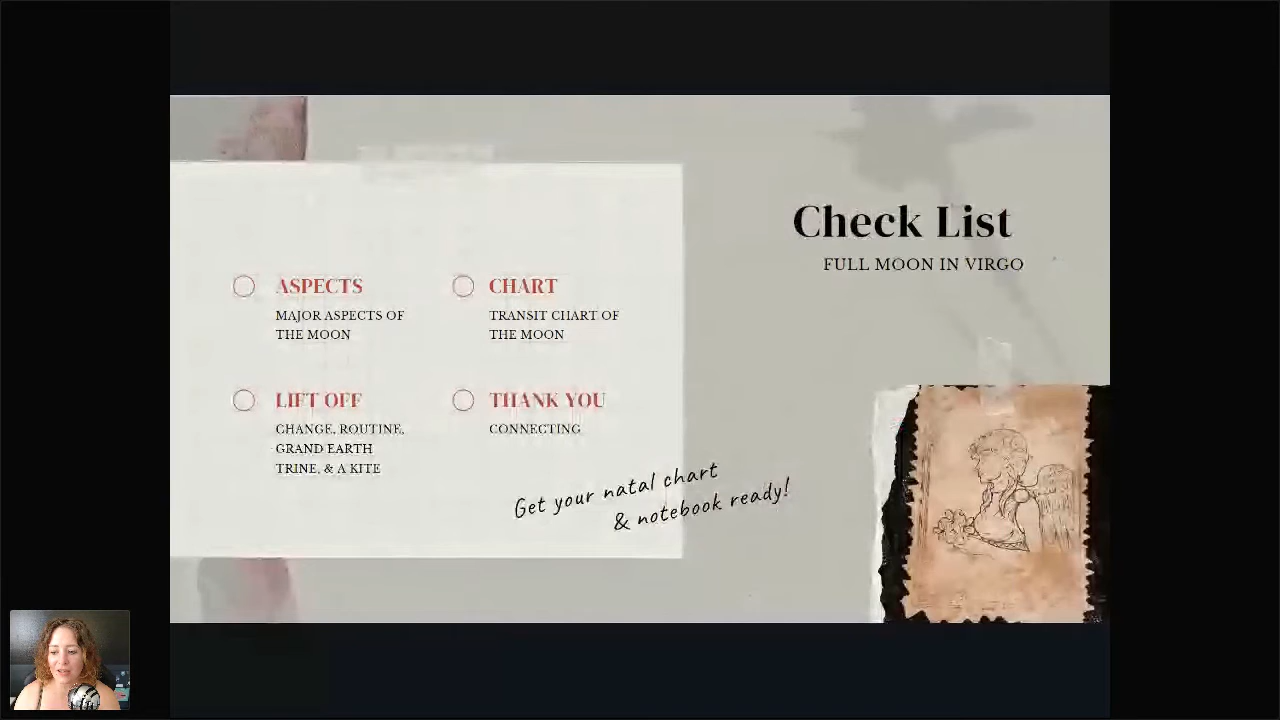 Check List
FULL MOON IN VIRGO
ASPECTS
MAJOR ASPECTS OF
THE MOON
CHART
TRANSIT CHART OF
THE MOON
LIFT OFF
CHANGE, ROUTINE,
GRAND EARTH
TRINE, & A KITE
THANK YOU
CONNECTING
Get your natal chart
& notebook ready!